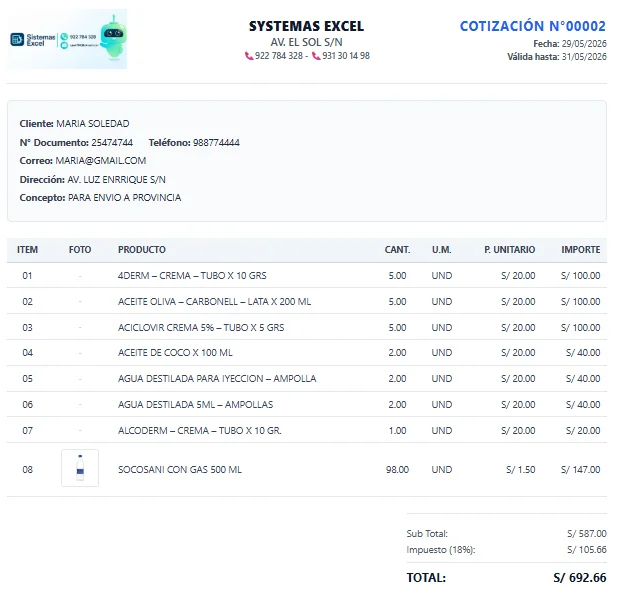 Systemas
Excel
922 784 328
SYSTEMAS EXCEL
AV. EL SOL S/N
922 784 328 - 931 30 14 98
COTIZACIÓN N°00002
Fecha: 29/05/2026
Válida hasta: 31/05/2026
Cliente: MARIA SOLEDAD
N° Documento: 25474744 Teléfono: 988774444
Correo: MARIA@GMAIL.COM
Dirección: AV. LUZ ENRRIQUE S/N
Concepto: PARA ENVIO A PROVINCIA
ITEM FOTO PRODUCTO CANT. U.M. P. UNITARIO IMPORTE
01 - 4DERM – CREMA – TUBO X 10 GRS 5.00 UND S/ 20.00 S/ 100.00
02 - ACEITE OLIVA – CARBONELL – LATA X 200 ML 5.00 UND S/ 20.00 S/ 100.00
03 - ACICLOVIR CREMA 5% – TUBO X 5 GRS 5.00 UND S/ 20.00 S/ 100.00
04 - ACEITE DE COCO X 100 ML 2.00 UND S/ 20.00 S/ 40.00
05 - AGUA DESTILADA PARA IYECCION – AMPOLLA 2.00 UND S/ 20.00 S/ 40.00
06 - AGUA DESTILADA 5ML – AMPOLLAS 2.00 UND S/ 20.00 S/ 40.00
07 - ALCODERM – CREMA – TUBO X 10 GR. 1.00 UND S/ 20.00 S/ 20.00
08 SOCOSANI CON GAS 500 ML 98.00 UND S/ 1.50 S/ 147.00
Sub Total: S/ 587.00
Impuesto (18%): S/ 105.66
TOTAL: S/ 692.66